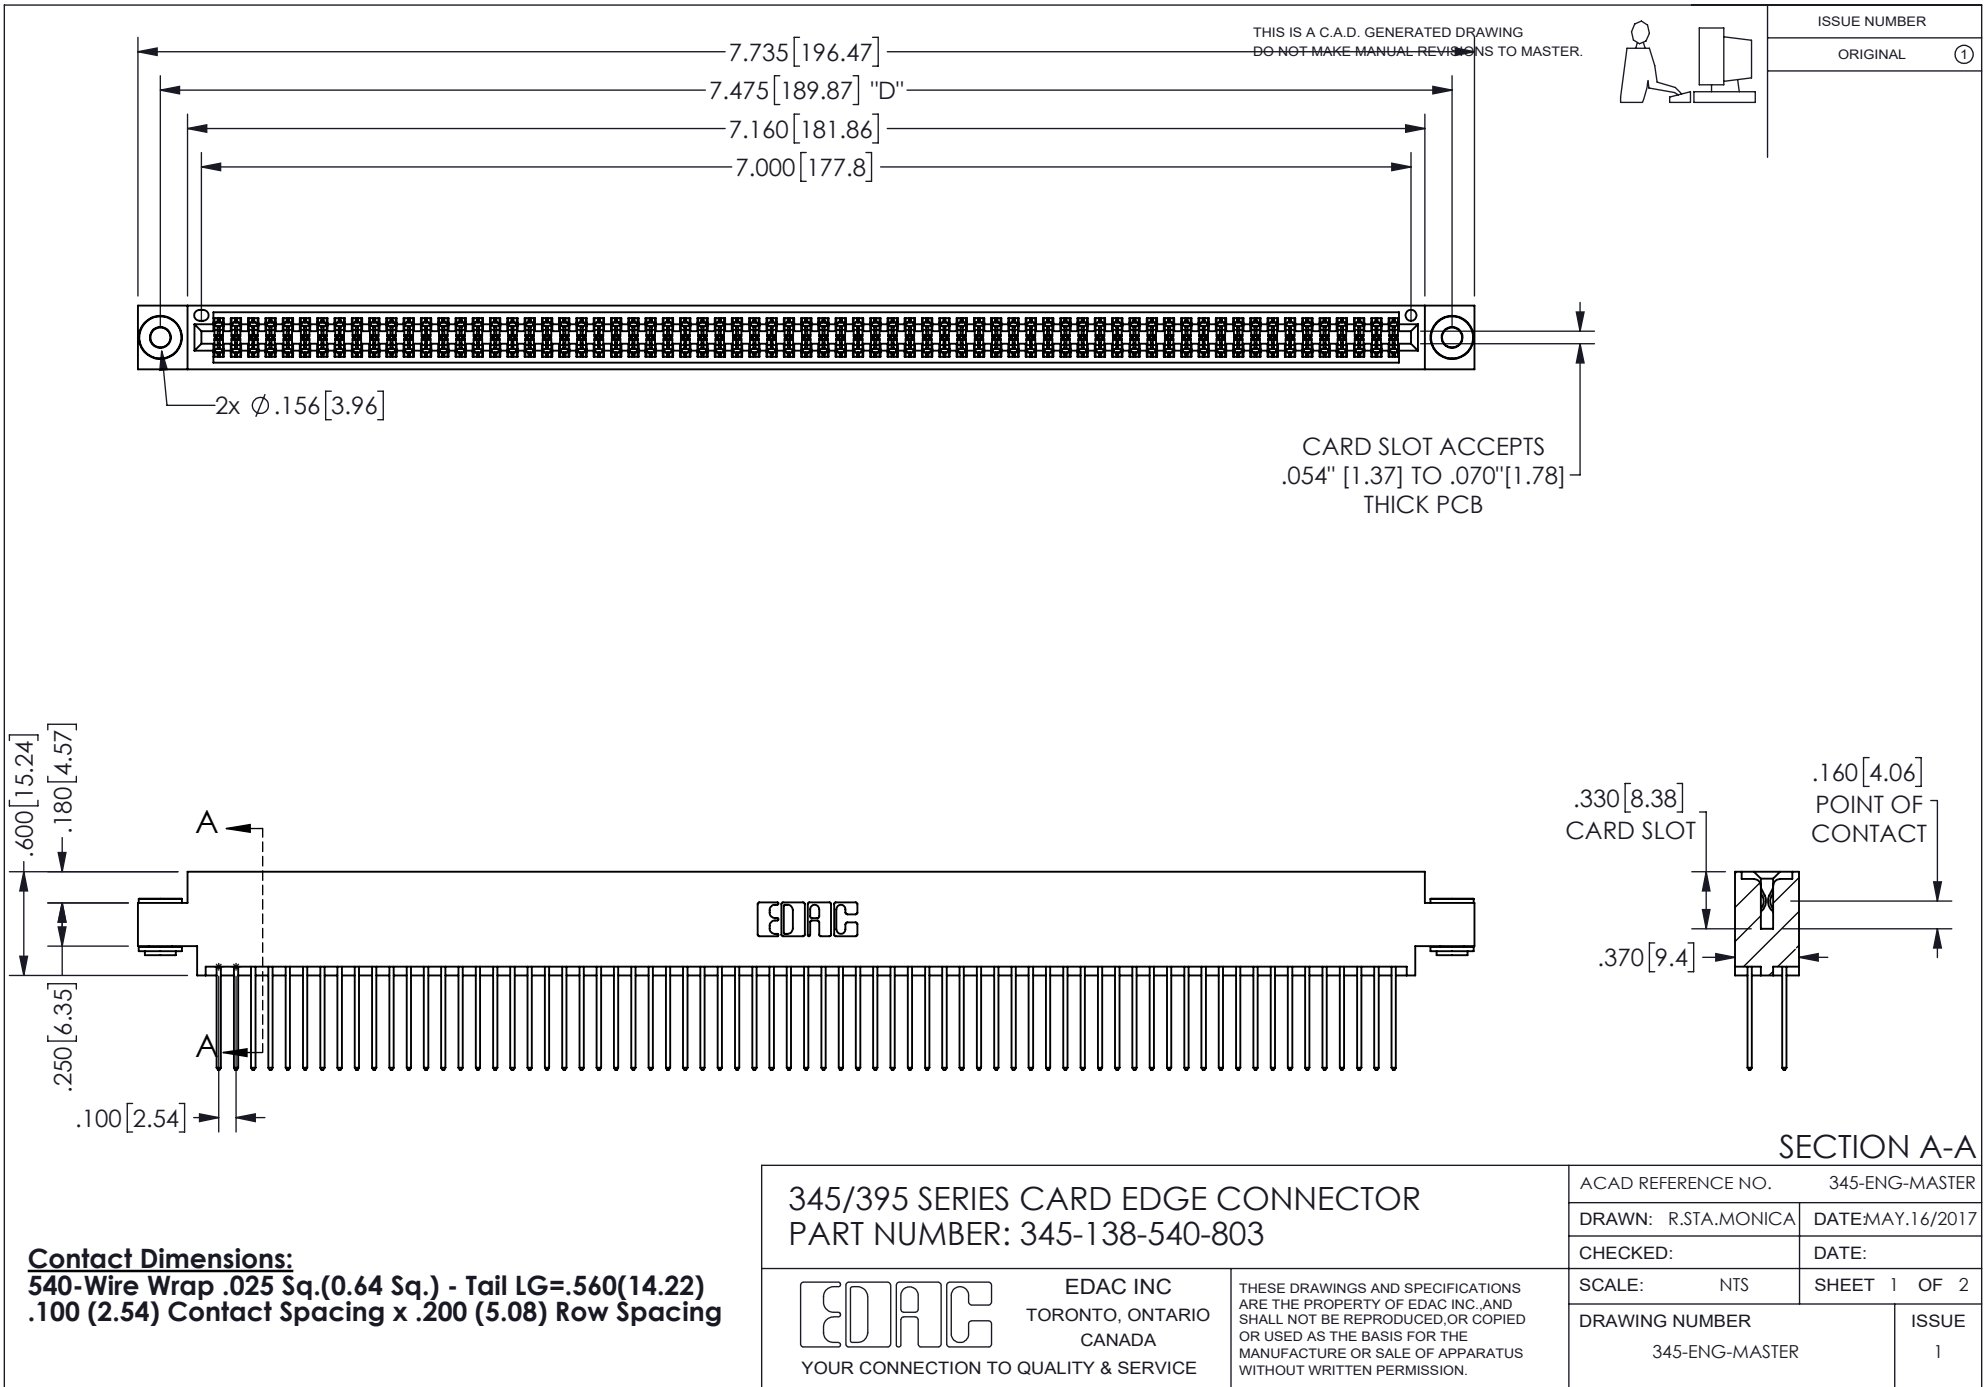 THIS IS A C.A.D. GENERATED DRAWING
DO NOT MAKE MANUAL REVISIONS TO MASTER.
ISSUE NUMBER
ORIGINAL 1
7.735[196.47]
7.475[189.87] "D"
7.160[181.86]
7.000[177.8]
2x Ø.156[3.96]
CARD SLOT ACCEPTS
.054" [1.37] TO .070"[1.78]
THICK PCB
.600[15.24]
.180[4.57]
.250[6.35]
.100[2.54]
A
A
EDAC
.330[8.38]
CARD SLOT
.160[4.06]
POINT OF
CONTACT
.370[9.4]
SECTION A-A
Contact Dimensions:
540-Wire Wrap .025 Sq.(0.64 Sq.) - Tail LG=.560(14.22)
.100 (2.54) Contact Spacing x .200 (5.08) Row Spacing
345/395 SERIES CARD EDGE CONNECTOR
PART NUMBER: 345-138-540-803
EDAC
EDAC INC
TORONTO, ONTARIO
CANADA
YOUR CONNECTION TO QUALITY & SERVICE
THESE DRAWINGS AND SPECIFICATIONS
ARE THE PROPERTY OF EDAC INC.,AND
SHALL NOT BE REPRODUCED,OR COPIED
OR USED AS THE BASIS FOR THE
MANUFACTURE OR SALE OF APPARATUS
WITHOUT WRITTEN PERMISSION.
ACAD REFERENCE NO. 345-ENG-MASTER
DRAWN: R.STA.MONICA DATE:MAY.16/2017
CHECKED: DATE:
SCALE: NTS SHEET 1 OF 2
DRAWING NUMBER ISSUE
345-ENG-MASTER 1